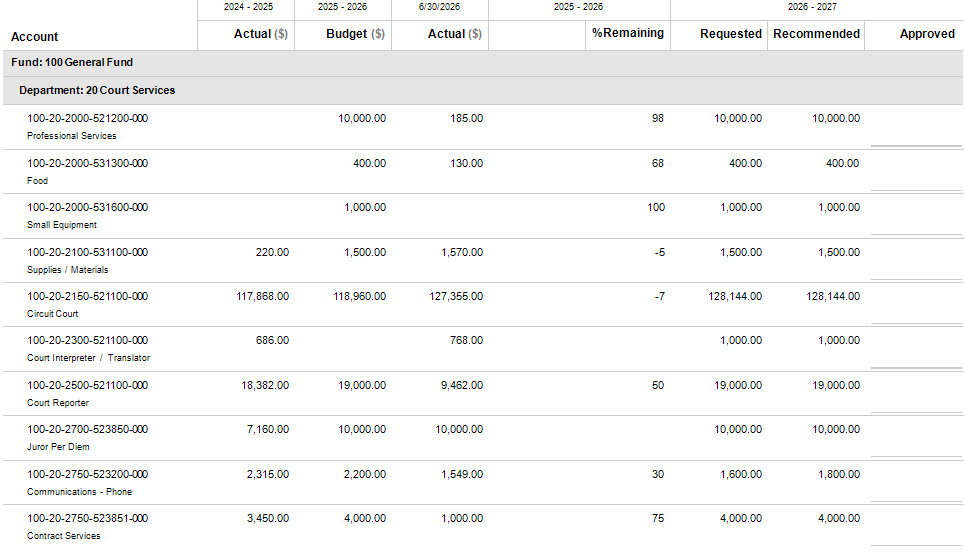 2024 - 2025 2025 - 2026 6/30/2026 2025 - 2026 2026 - 2027
Account Actual ($) Budget ($) Actual ($) %Remaining Requested Recommended Approved
Fund: 100 General Fund
Department: 20 Court Services
100-20-2000-521200-000 10,000.00 185.00 98 10,000.00 10,000.00
Professional Services
100-20-2000-531300-000 400.00 130.00 68 400.00 400.00
Food
100-20-2000-531600-000 1,000.00 100 1,000.00 1,000.00
Small Equipment
100-20-2100-531100-000 220.00 1,500.00 1,570.00 -5 1,500.00 1,500.00
Supplies / Materials
100-20-2150-521100-000 117,868.00 118,960.00 127,355.00 -7 128,144.00 128,144.00
Circuit Court
100-20-2300-521100-000 686.00 768.00 1,000.00 1,000.00
Court Interpreter / Translator
100-20-2500-521100-000 18,382.00 19,000.00 9,462.00 50 19,000.00 19,000.00
Court Reporter
100-20-2700-523850-000 7,160.00 10,000.00 10,000.00 10,000.00 10,000.00
Juror Per Diem
100-20-2750-523200-000 2,315.00 2,200.00 1,549.00 30 1,600.00 1,800.00
Communications - Phone
100-20-2750-523851-000 3,450.00 4,000.00 1,000.00 75 4,000.00 4,000.00
Contract Services